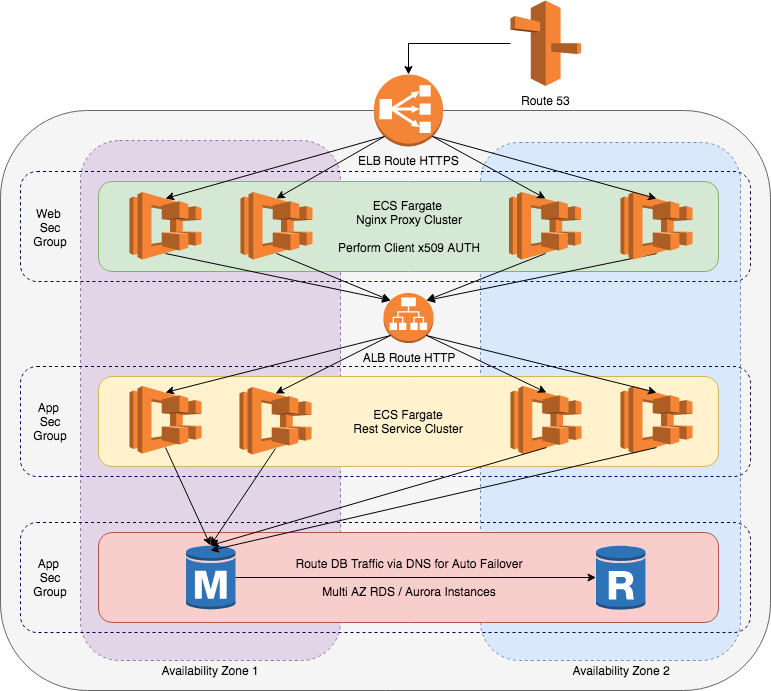 Route 53
ELB Route HTTPS
Web
Sec
Group
ECS Fargate
Nginx Proxy Cluster
Perform Client x509 AUTH
ALB Route HTTP
App
Sec
Group
ECS Fargate
Rest Service Cluster
App
Sec
Group
M
Route DB Traffic via DNS for Auto Failover
Multi AZ RDS / Aurora Instances
R
Availability Zone 1
Availability Zone 2